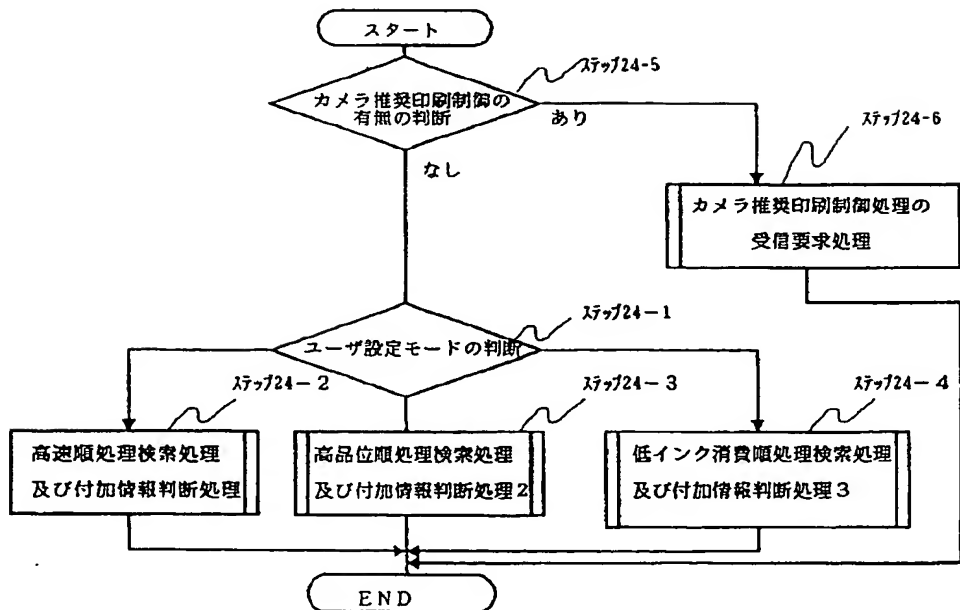 スタート
ステップ24-5
カメラ推奨印刷制御の
有無の判断
あり
なし
ステップ24-6
カメラ推奨印刷制御処理の
受信要求処理
ステップ24-1
ユーザ設定モードの判断
ステップ24-2
ステップ24-3
ステップ24-4
高速順処理検索処理
及び付加情報判断処理
高品位順処理検索処理
及び付加情報判断処理2
低インク消費順処理検索処理
及び付加情報判断処理3
END